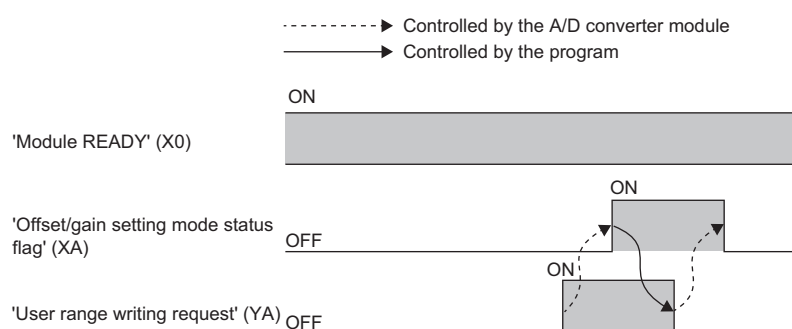 Controlled by the A/D converter module
Controlled by the program
ON
'Module READY' (X0)
ON
'Offset/gain setting mode status
flag' (XA)
OFF
ON
'User range writing request' (YA)
OFF